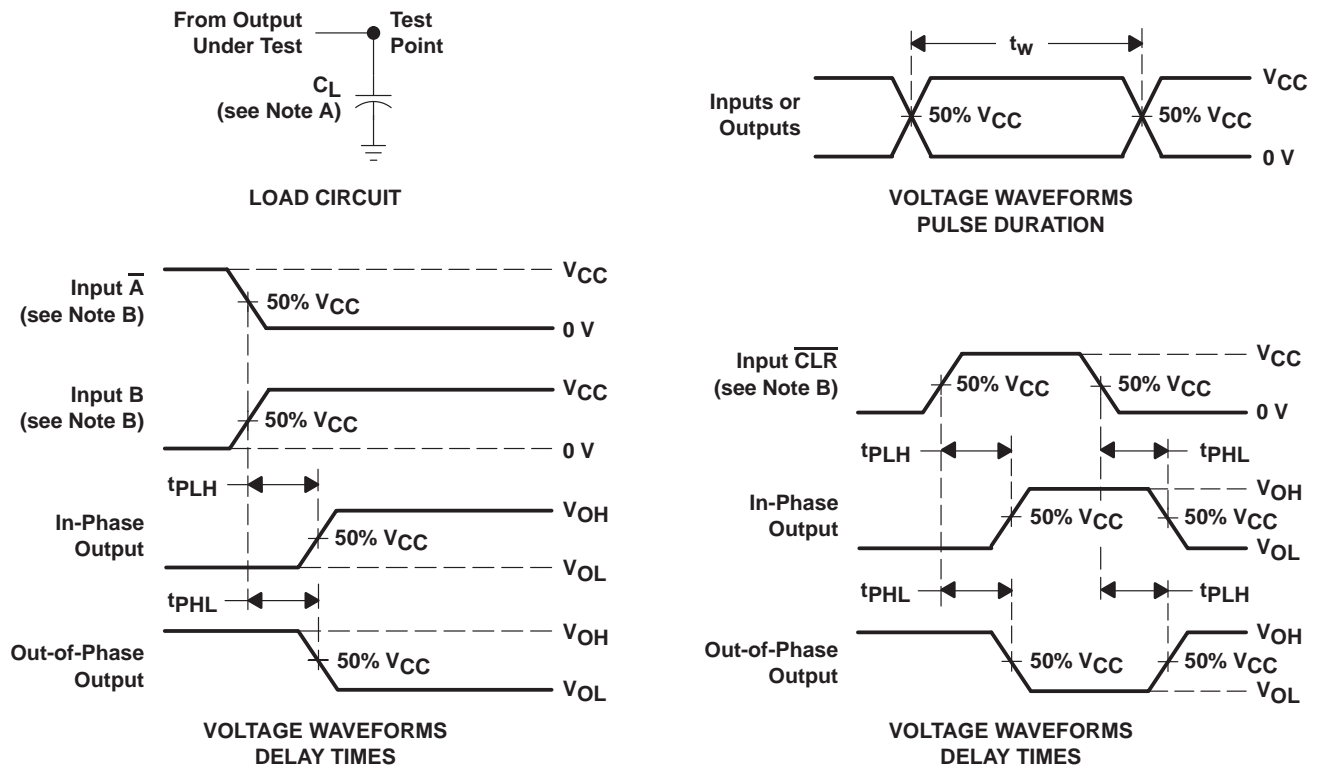 From Output
Under Test
Test
Point
CL
(see Note A)
LOAD CIRCUIT
tw
Inputs or
Outputs
50% VCC
50% VCC
VCC
0 V
VOLTAGE WAVEFORMS
PULSE DURATION
Input A̅
(see Note B)
50% VCC
VCC
0 V
Input B
(see Note B)
50% VCC
VCC
0 V
tPLH
In-Phase
Output
50% VCC
VOH
VOL
tPHL
Out-of-Phase
Output
50% VCC
VOH
VOL
VOLTAGE WAVEFORMS
DELAY TIMES
Input C̅L̅R̅
(see Note B)
50% VCC
50% VCC
VCC
0 V
tPLH
tPHL
In-Phase
Output
50% VCC
50% VCC
VOH
VOL
tPHL
tPLH
Out-of-Phase
Output
50% VCC
50% VCC
VOH
VOL
VOLTAGE WAVEFORMS
DELAY TIMES